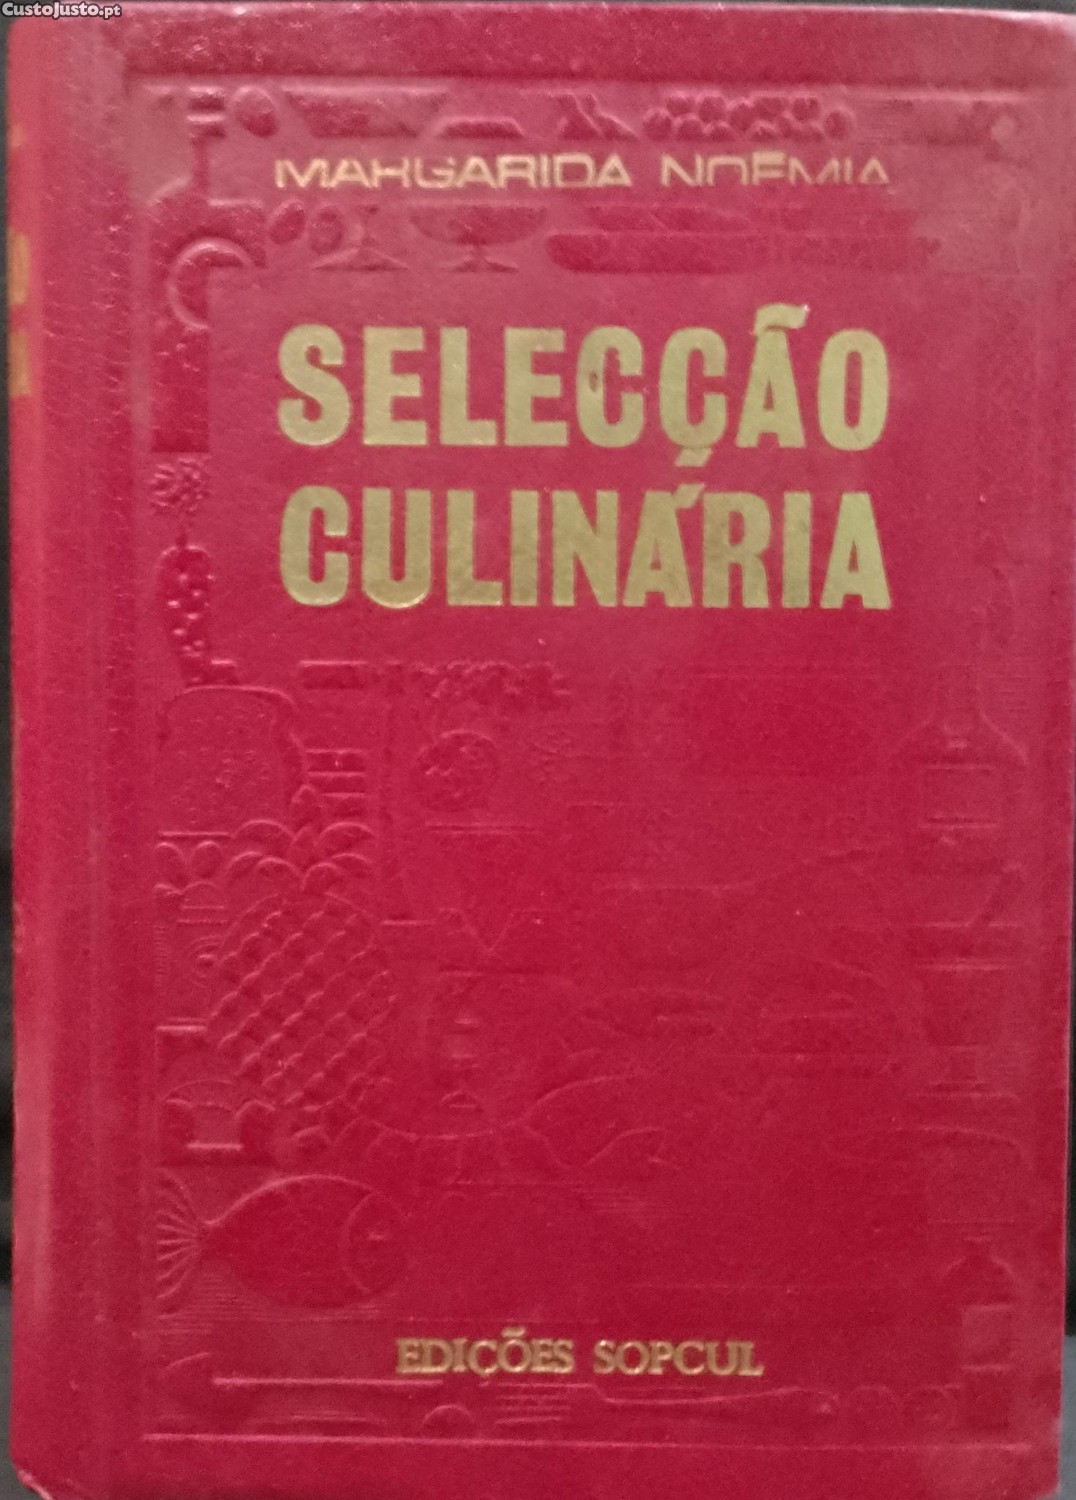 CustoJusto.pt
MARGARIDA NOÉMIA
SELECÇÃO
CULINÁRIA
EDIÇÕES SOPCUL